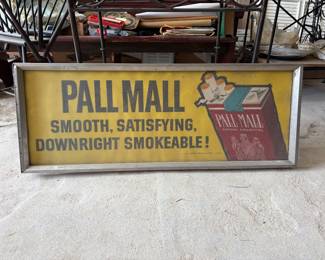 PALL MALL
SMOOTH, SATISFYING,
DOWNRIGHT SMOKEABLE!
PALL MALL